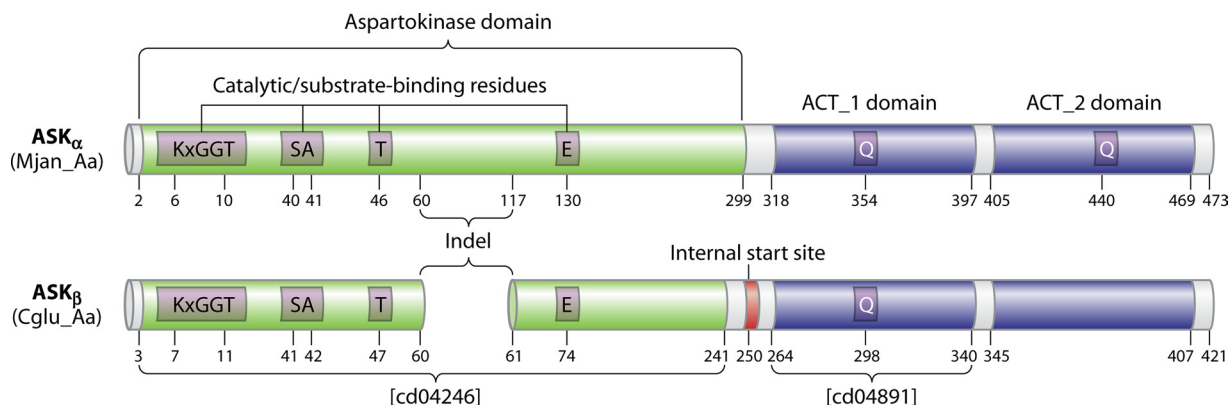 Aspartokinase domain
Catalytic/substrate-binding residues
ACT_1 domain ACT_2 domain
ASKα
(Mjan_Aa)
KxGGT SA T E Q Q
2 6 10 40 41 46 60 117 130 299 318 354 397 405 440 469 473
Indel
Internal start site
ASKβ
(Cglu_Aa)
KxGGT SA T E Q
3 7 11 41 42 47 60 61 74 241 250 264 298 340 345 407 421
[cd04246] [cd04891]